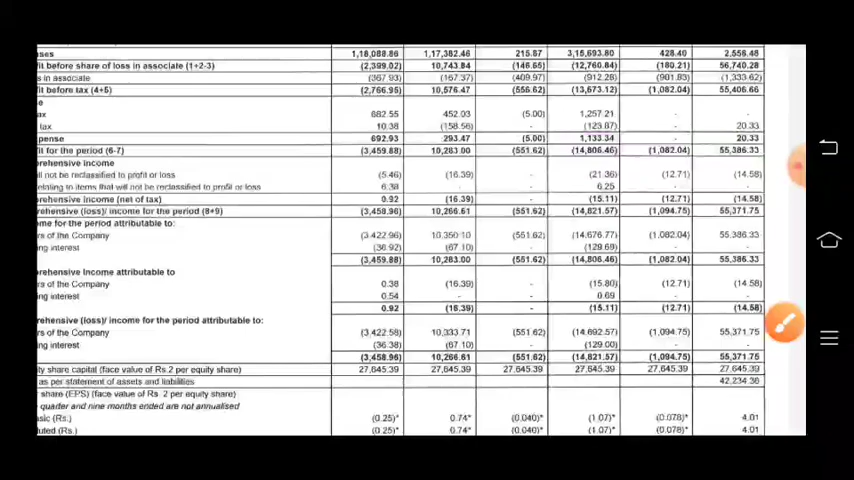 ses 1,18,088.86 1,17,382.46 215.87 3,15,693.80 428.40 2,558.48
it before share of loss in associate (1+2-3) (2,399.02) 10,743.84 (146.65) (12,760.84) (180.21) 56,740.28
s in associate (367.93) (167.37) (409.97) (912.28) (901.83) (1,333.62)
it before tax (4+5) (2,766.95) 10,576.47 (556.62) (13,673.12) (1,082.04) 55,406.66
e
ax 682.55 452.03 (5.00) 1,257.21 - -
tax 10.38 (158.56) - (123.87) - 20.33
pense 692.93 293.47 (5.00) 1,133.34 - 20.33
it for the period (6-7) (3,459.88) 10,283.00 (551.62) (14,806.46) (1,082.04) 55,386.33
rehensive income
ll not be reclassified to profit or loss (5.46) (16.39) - (21.36) (12.71) (14.58)
relating to items that will not be reclassified to profit or loss 6.38 - - 6.25 - -
rehensive income (net of tax) 0.92 (16.39) - (15.11) (12.71) (14.58)
rehensive (loss)/ income for the period (8+9) (3,458.96) 10,266.61 (551.62) (14,821.57) (1,094.75) 55,371.75
ome for the period attributable to:
rs of the Company (3,422.96) 10,350.10 (551.62) (14,676.77) (1,082.04) 55,386.33
ing interest (36.92) (67.10) - (129.69) - -
(3,459.88) 10,283.00 (551.62) (14,806.46) (1,082.04) 55,386.33
rehensive Income attributable to
rs of the Company 0.38 (16.39) - (15.80) (12.71) (14.58)
ing interest 0.54 - - 0.69 - -
0.92 (16.39) - (15.11) (12.71) (14.58)
rehensive (loss)/ income for the period attributable to:
rs of the Company (3,422.58) 10,333.71 (551.62) (14,692.57) (1,094.75) 55,371.75
ing interest (36.38) (67.10) - (129.00) - -
(3,458.96) 10,266.61 (551.62) (14,821.57) (1,094.75) 55,371.75
ty share capital (face value of Rs.2 per equity share) 27,645.39 27,645.39 27,645.39 27,645.39 27,645.39 27,645.39
as per statement of assets and liabilities 42,234.36
share (EPS) (face value of Rs. 2 per equity share)
quarter and nine months ended are not annualised
asic (Rs.) (0.25)* 0.74* (0.040)* (1.07)* (0.078)* 4.01
luted (Rs.) (0.25)* 0.74* (0.040)* (1.07)* (0.078)* 4.01